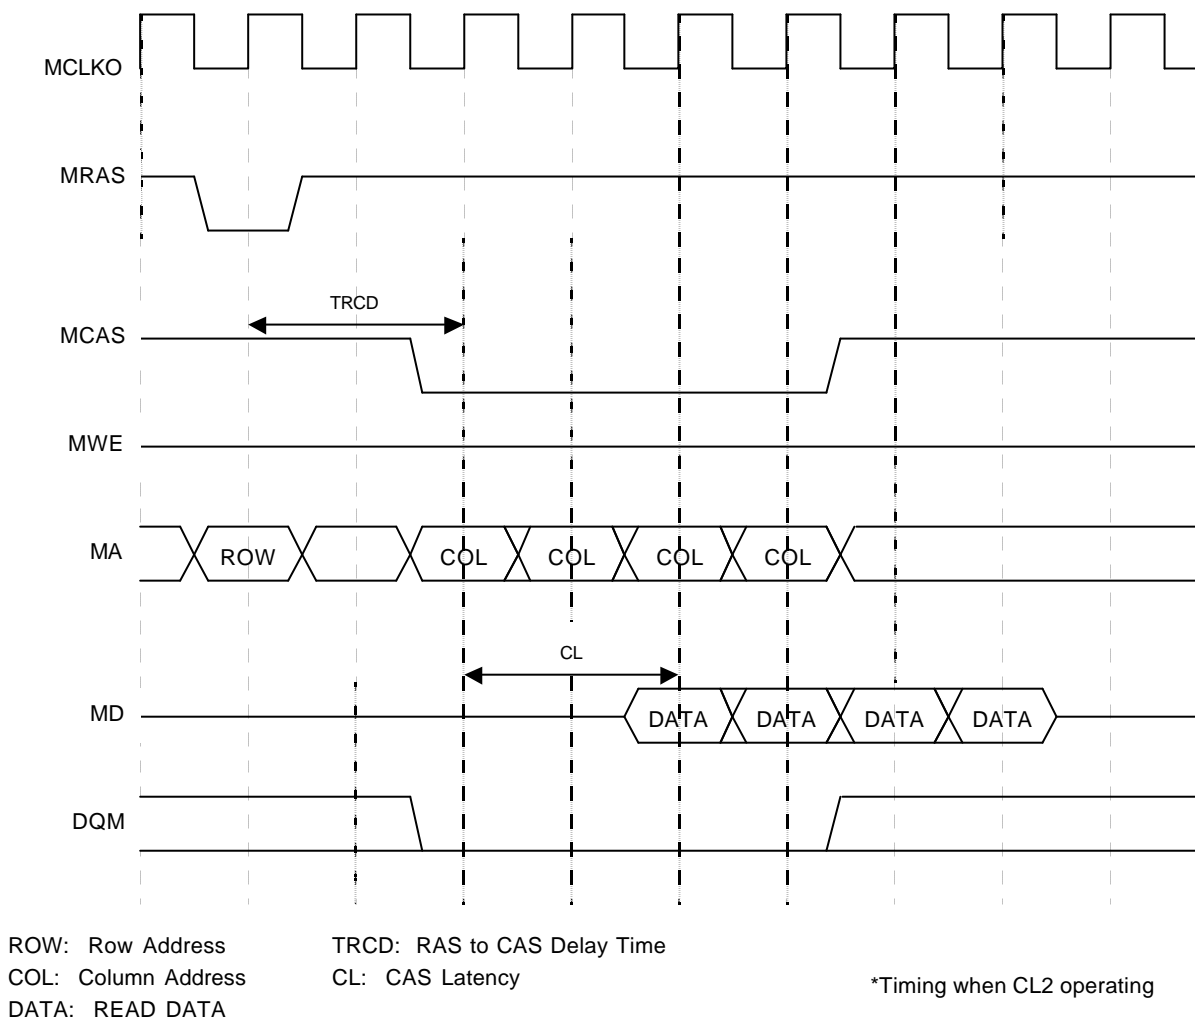 MCLKO
MRAS
TRCD
MCAS
MWE
MA ROW COL COL COL COL
CL
MD DATA DATA DATA DATA
DQM
ROW: Row Address TRCD: RAS to CAS Delay Time
COL: Column Address CL: CAS Latency
*Timing when CL2 operating
DATA: READ DATA